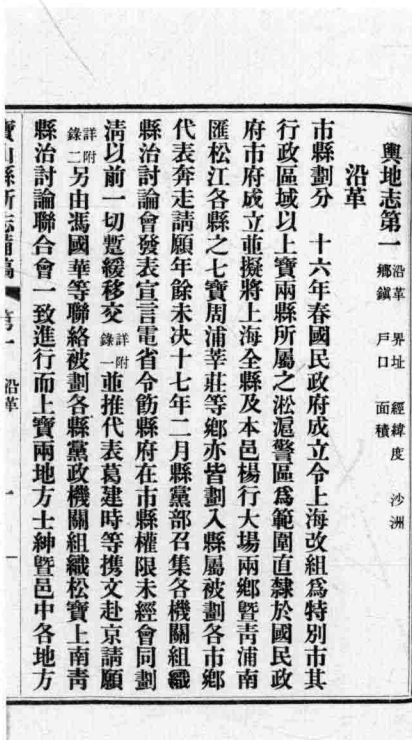 輿地志第一
沿革 界址 經緯度 沙洲
鄉鎮 戶口 面積
沿革
市縣劃分 十六年春國民政府成立令上海改組爲特別市其
行政區域以上寶兩縣所屬之淞滬警區爲範圍直隸於國民政
府市府成立並擬將上海全縣及本邑楊行大場兩鄉暨靑浦南
匯松江各縣之七寶周浦莘莊等鄉亦皆劃入縣屬被劃各市鄉
代表奔走請願年餘未決十七年二月縣黨部召集各機關組織
縣治討論會發表宣言電省令飭縣府在市縣權限未經會同劃
淸以前一切暫緩移交詳附錄一並推代表葛建時等携文赴京請願
詳附錄二另由馮國華等聯絡被劃各縣黨政機關組織松寶上南靑
縣治討論聯合會一致進行而上寶兩地方士紳暨邑中各地方
寶山縣新志備稿 第一 沿革 一